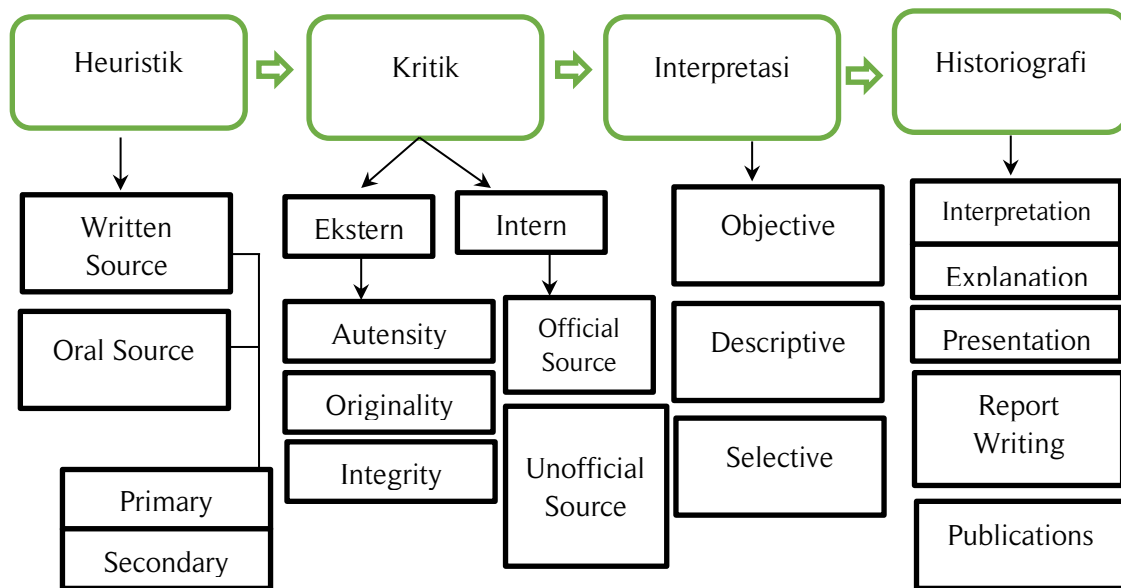 Heuristik
Kritik
Interpretasi
Historiografi
Written
Source
Oral Source
Primary
Secondary
Ekstern
Intern
Autensity
Originality
Integrity
Official
Source
Unofficial
Source
Objective
Descriptive
Selective
Interpretation
Explanation
Presentation
Report
Writing
Publications